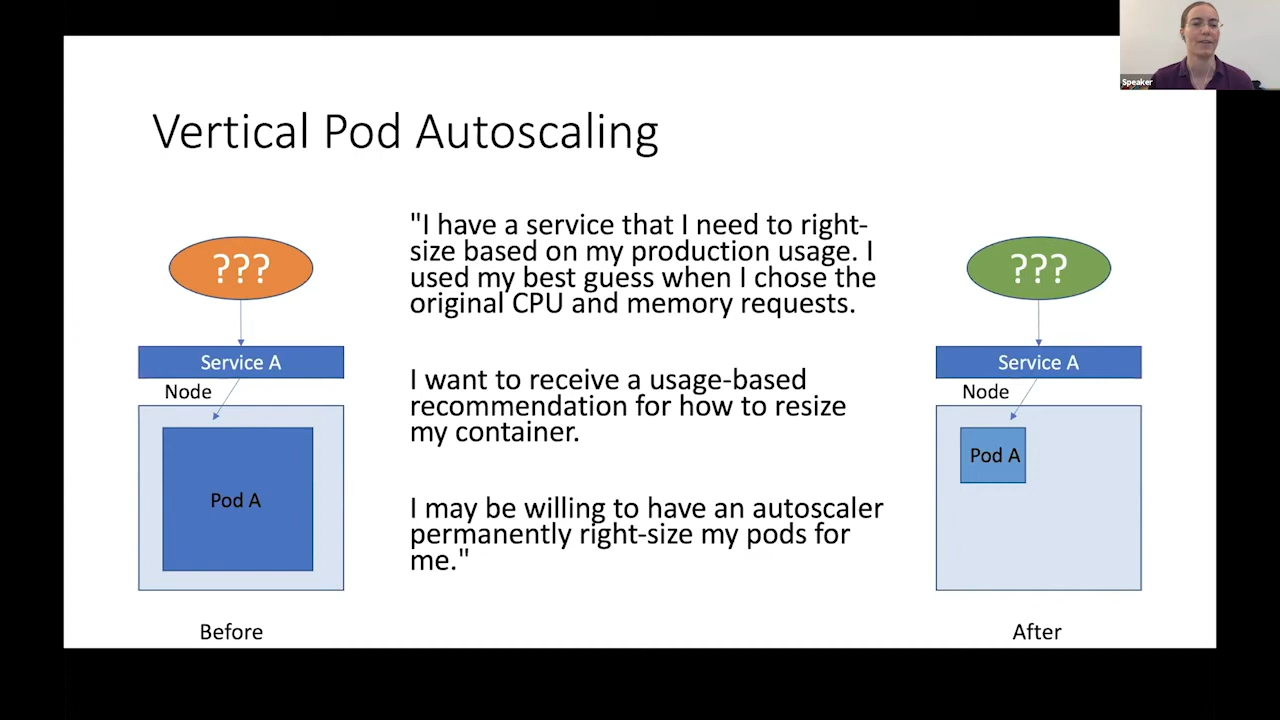 Speaker
Vertical Pod Autoscaling
???
Service A
Node
Pod A
Before
"I have a service that I need to right-
size based on my production usage. I
used my best guess when I chose the
original CPU and memory requests.
I want to receive a usage-based
recommendation for how to resize
my container.
I may be willing to have an autoscaler
permanently right-size my pods for
me."
???
Service A
Node
Pod A
After